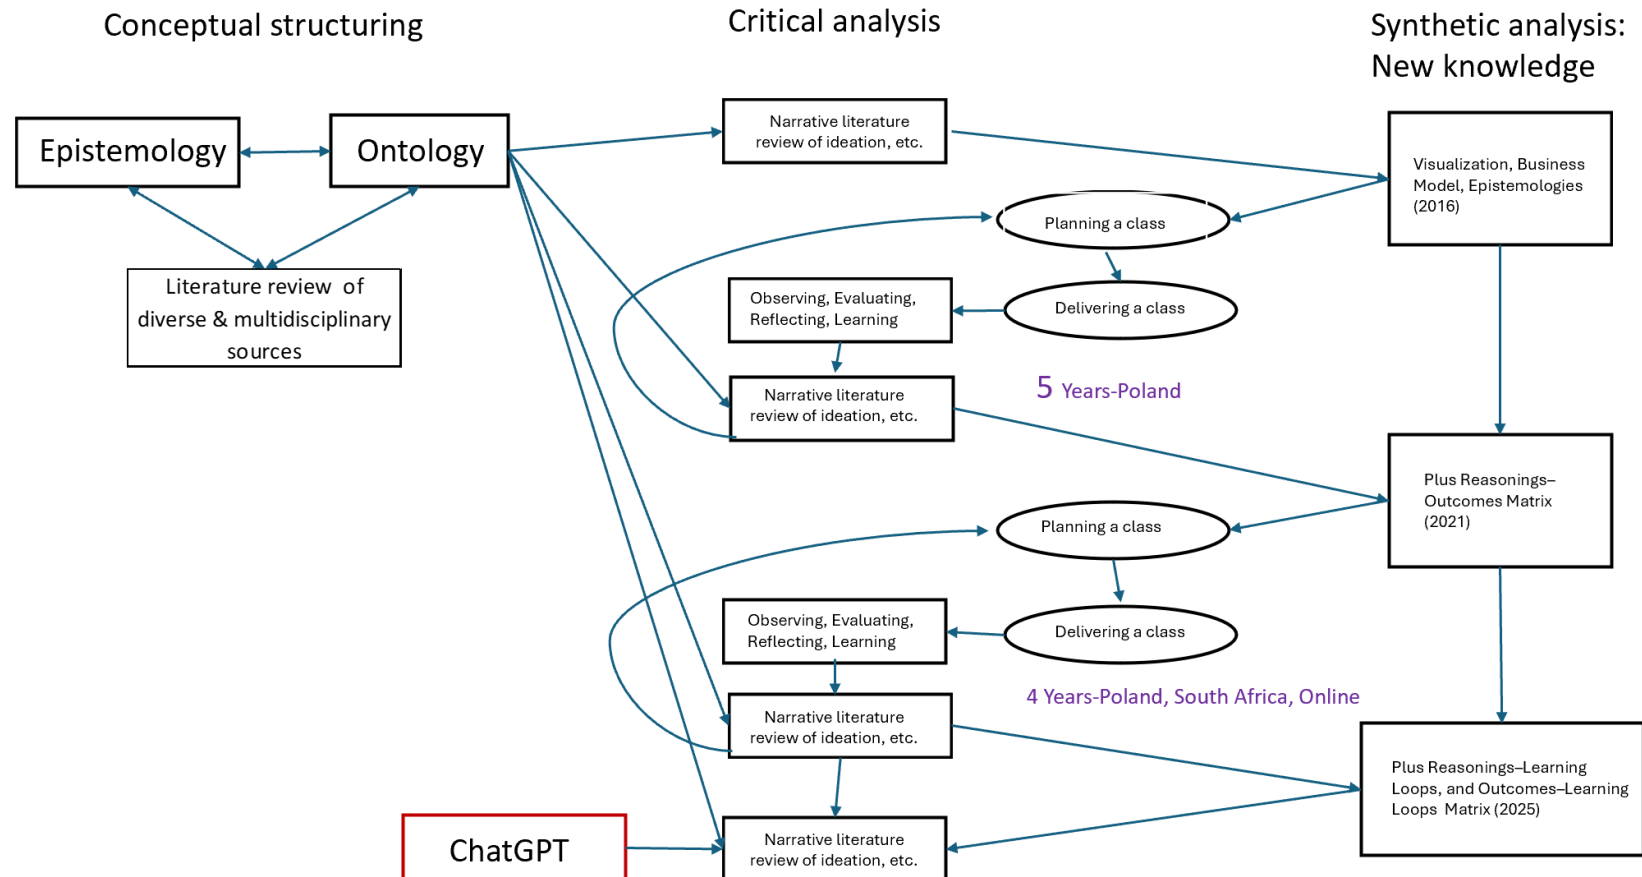 Conceptual structuring
Critical analysis
Synthetic analysis:
New knowledge
Epistemology
Ontology
Literature review of
diverse & multidisciplinary
sources
Narrative literature
review of ideation, etc.
Visualization, Business
Model, Epistemologies
(2016)
Planning a class
Delivering a class
Observing, Evaluating,
Reflecting, Learning
Narrative literature
review of ideation, etc.
5 Years-Poland
Plus Reasonings–
Outcomes Matrix
(2021)
Planning a class
Delivering a class
Observing, Evaluating,
Reflecting, Learning
4 Years-Poland, South Africa, Online
Narrative literature
review of ideation, etc.
Plus Reasonings–Learning
Loops, and Outcomes–Learning
Loops Matrix (2025)
ChatGPT
Narrative literature
review of ideation, etc.